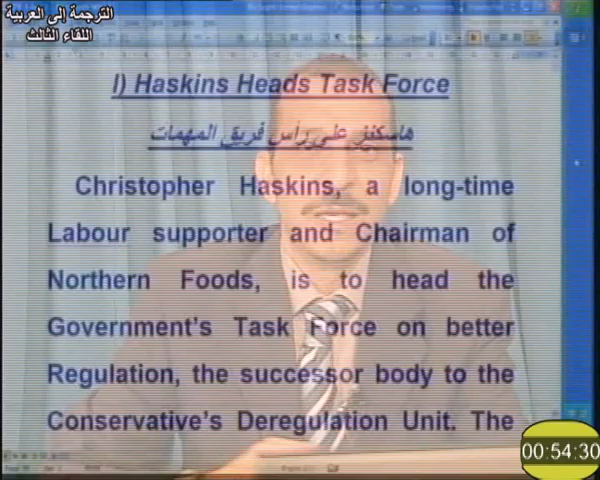 الترجمة إلى العربية
اللقاء الثالث
I) Haskins Heads Task Force
هاسكينز على رأس فريق المهمات
Christopher Haskins, a long-time
Labour supporter and Chairman of
Northern Foods, is to head the
Government's Task Force on better
Regulation, the successor body to the
Conservative's Deregulation Unit. The
00:54:30